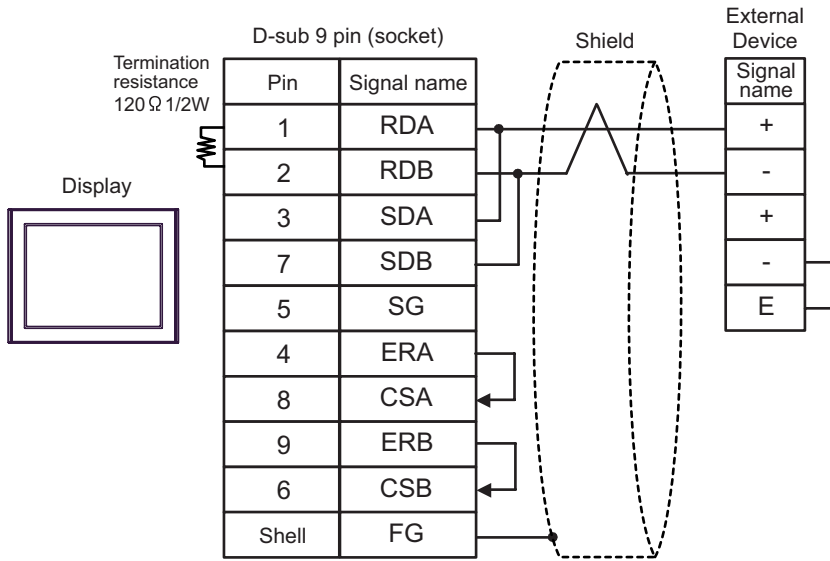 D-sub 9 pin (socket)
Shield
External
Device
Termination
resistance
120Ω 1/2W
Display
Pin Signal name
1 RDA
2 RDB
3 SDA
7 SDB
5 SG
4 ERA
8 CSA
9 ERB
6 CSB
Shell FG
Signal
name
+
-
+
-
E